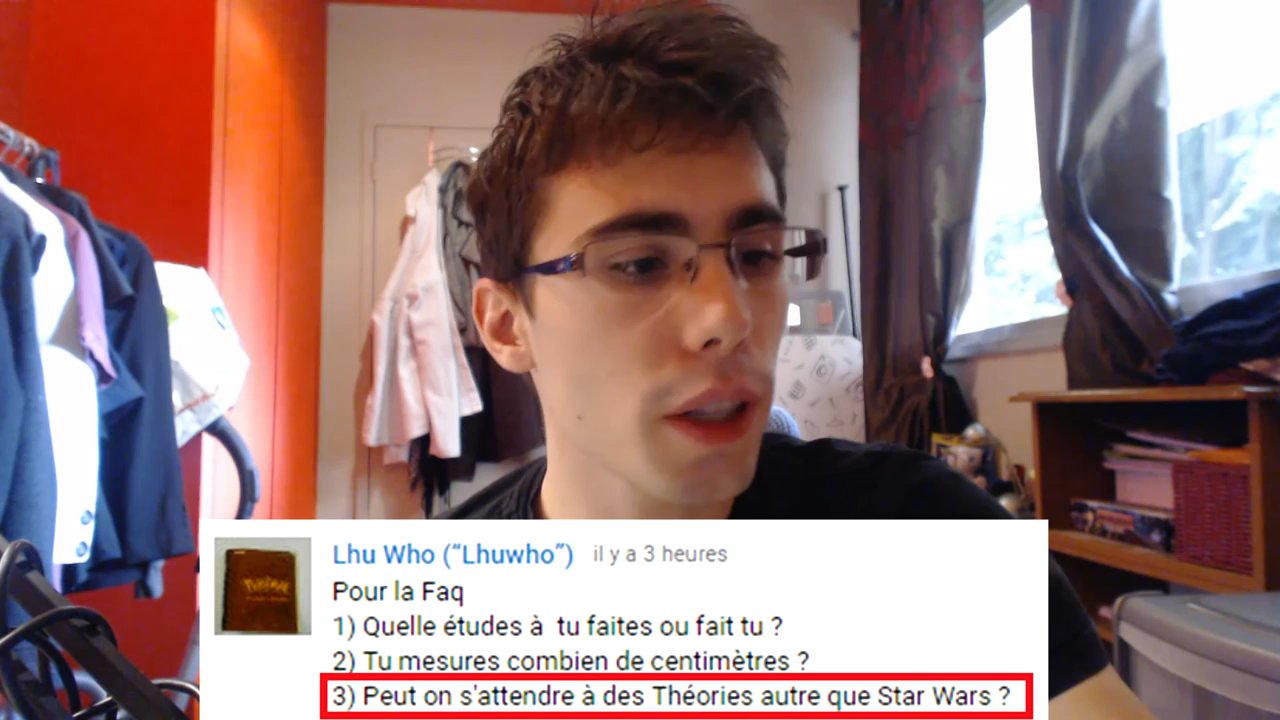 Lhu Who (“Lhuwho”) il y a 3 heures
Pour la Faq
1) Quelle études à tu faites ou fait tu ?
2) Tu mesures combien de centimètres ?
3) Peut on s'attendre à des Théories autre que Star Wars ?